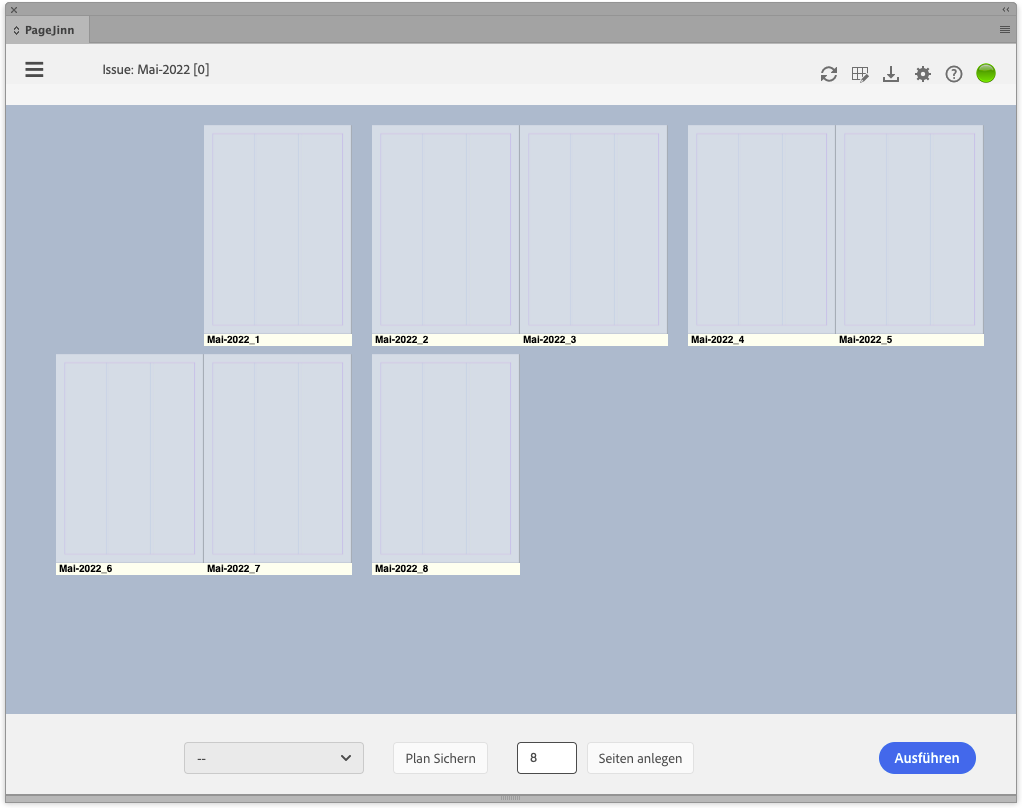 PageJinn
Issue: Mai-2022 [0]
Mai-2022_1
Mai-2022_2
Mai-2022_3
Mai-2022_4
Mai-2022_5
Mai-2022_6
Mai-2022_7
Mai-2022_8
--
Plan Sichern
8
Seiten anlegen
Ausführen